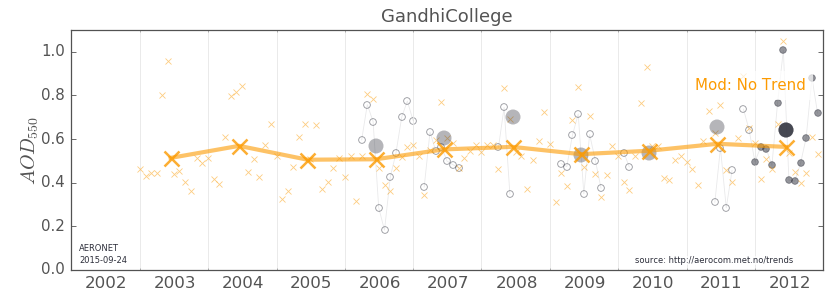 GandhiCollege
Mod: No Trend
AOD550
1.0
0.8
0.6
0.4
0.2
0.0
AERONET
2015-09-24
source: http://aerocom.met.no/trends
2002 2003 2004 2005 2006 2007 2008 2009 2010 2011 2012